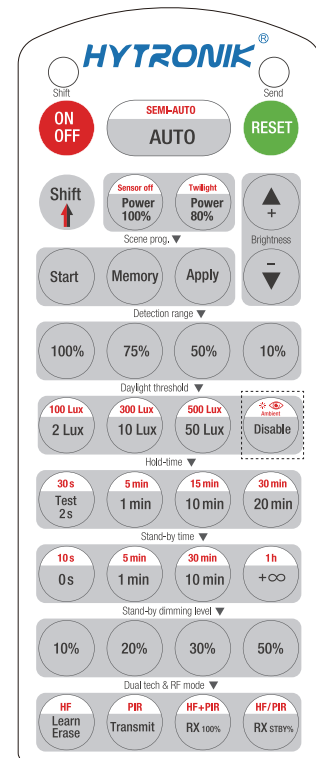 HYTRONIK®
Shift Send
ON
OFF
SEMI-AUTO
AUTO
RESET
Shift
Sensor off
Power
100%
Twilight
Power
80%
▲
+
Scene prog. ▼
Brightness
Start Memory Apply
−
▼
Detection range ▼
100% 75% 50% 10%
Daylight threshold ▼
100 Lux 300 Lux 500 Lux Ambient
2 Lux 10 Lux 50 Lux Disable
Hold-time ▼
30 s 5 min 15 min 30 min
Test
2 s
1 min 10 min 20 min
Stand-by time ▼
10 s 5 min 30 min 1 h
0 s 1 min 10 min +∞
Stand-by dimming level ▼
10% 20% 30% 50%
Dual tech & RF mode ▼
HF PIR HF+PIR HF/PIR
Learn
Erase
Transmit RX 100% RX STBY%